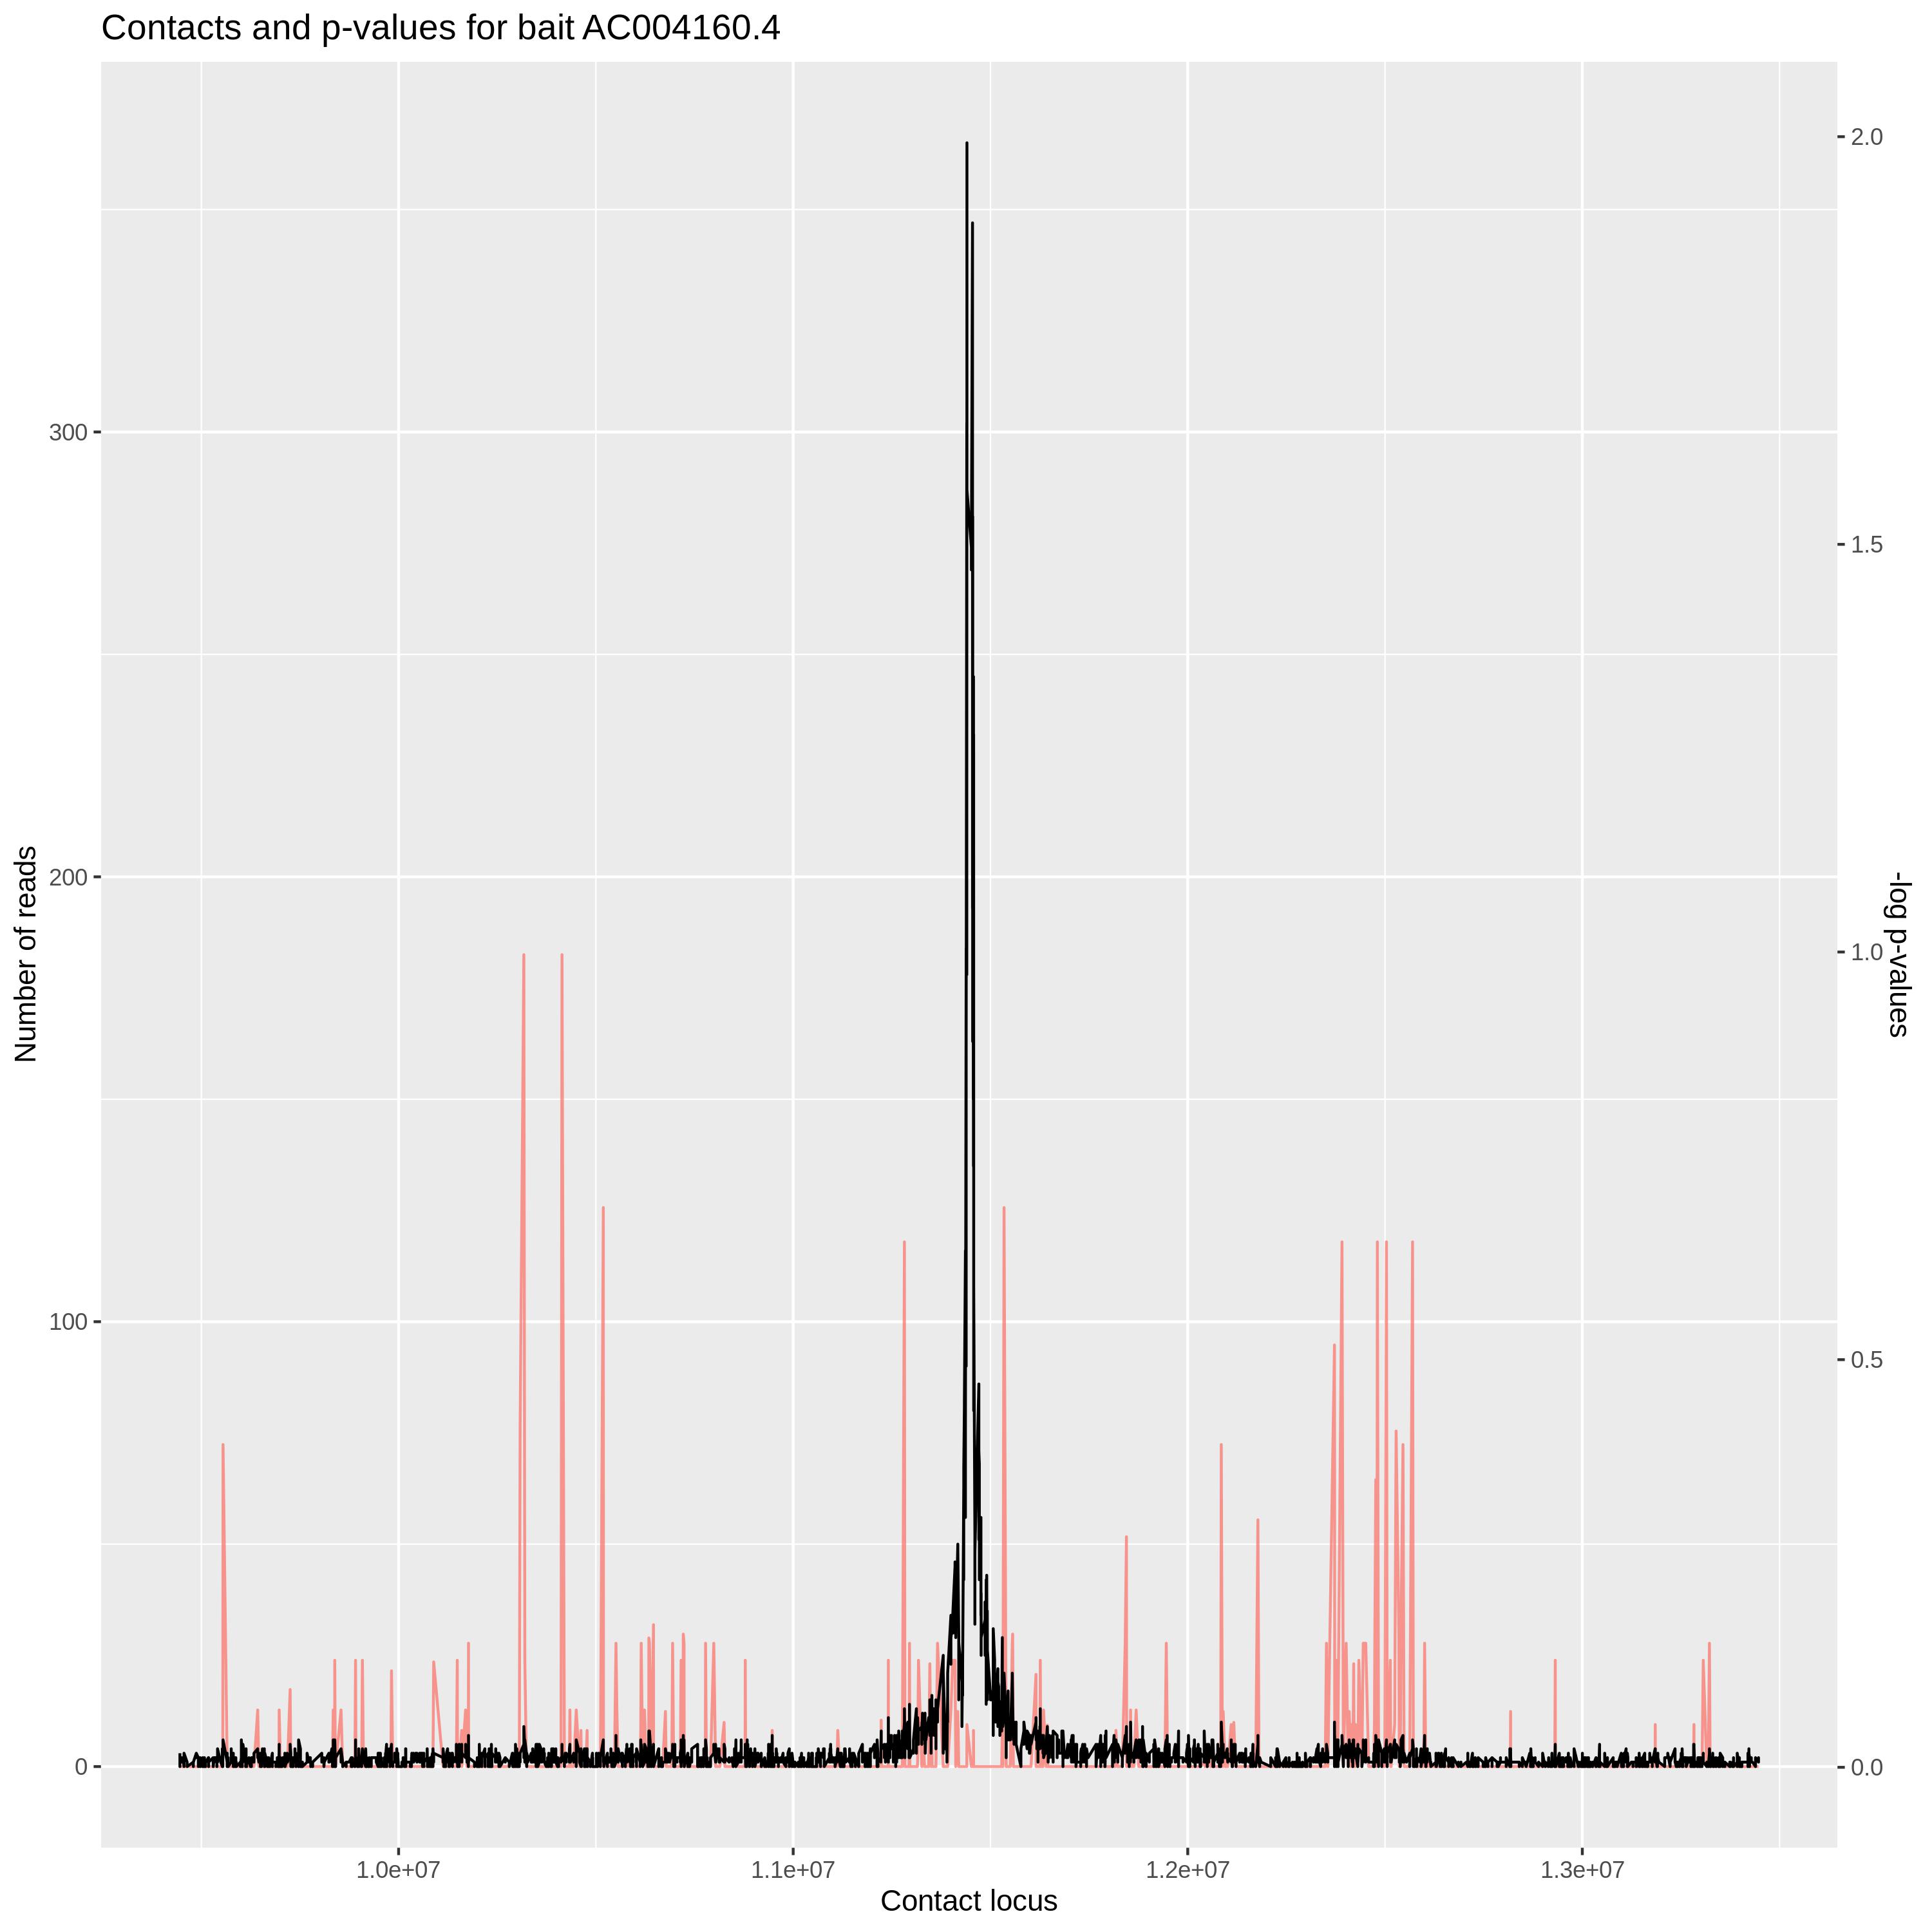 Contacts and p-values for bait AC004160.4
Number of reads
300
200
100
0
2.0
1.5
1.0
0.5
0.0
-log p-values
1.0e+07
1.1e+07
1.2e+07
1.3e+07
Contact locus